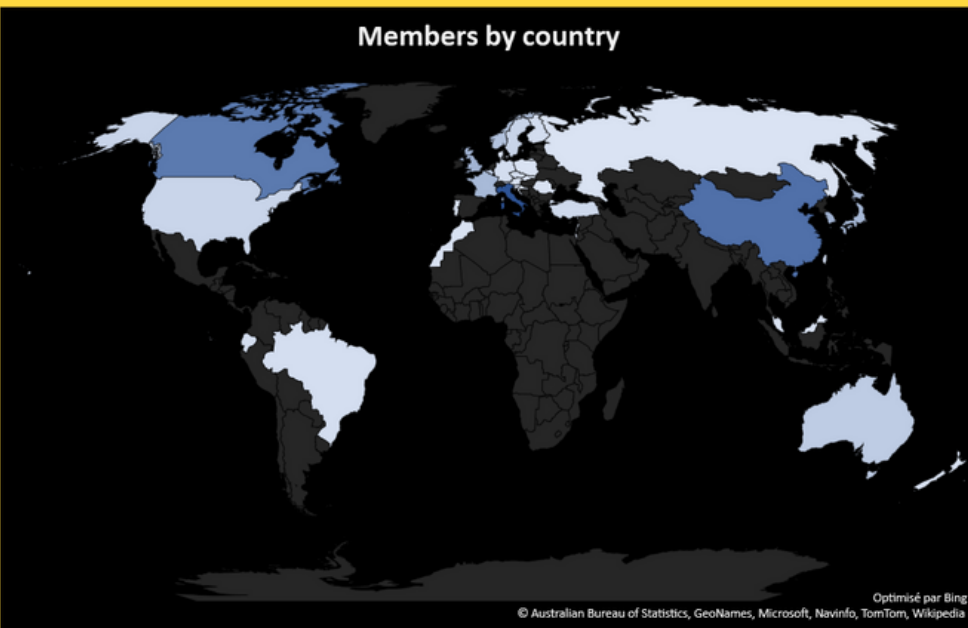 Members by country
Optimisé par Bing
© Australian Bureau of Statistics, GeoNames, Microsoft, Navinfo, TomTom, Wikipedia